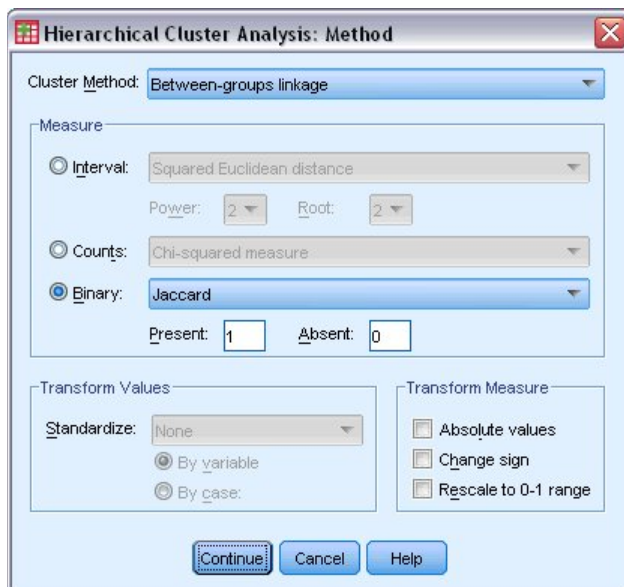 Hierarchical Cluster Analysis: Method
Cluster Method: Between-groups linkage
Measure
Interval: Squared Euclidean distance
Power: 2 Root: 2
Counts: Chi-squared measure
Binary: Jaccard
Present: 1 Absent: 0
Transform Values
Standardize: None
By variable
By case:
Transform Measure
Absolute values
Change sign
Rescale to 0-1 range
Continue Cancel Help